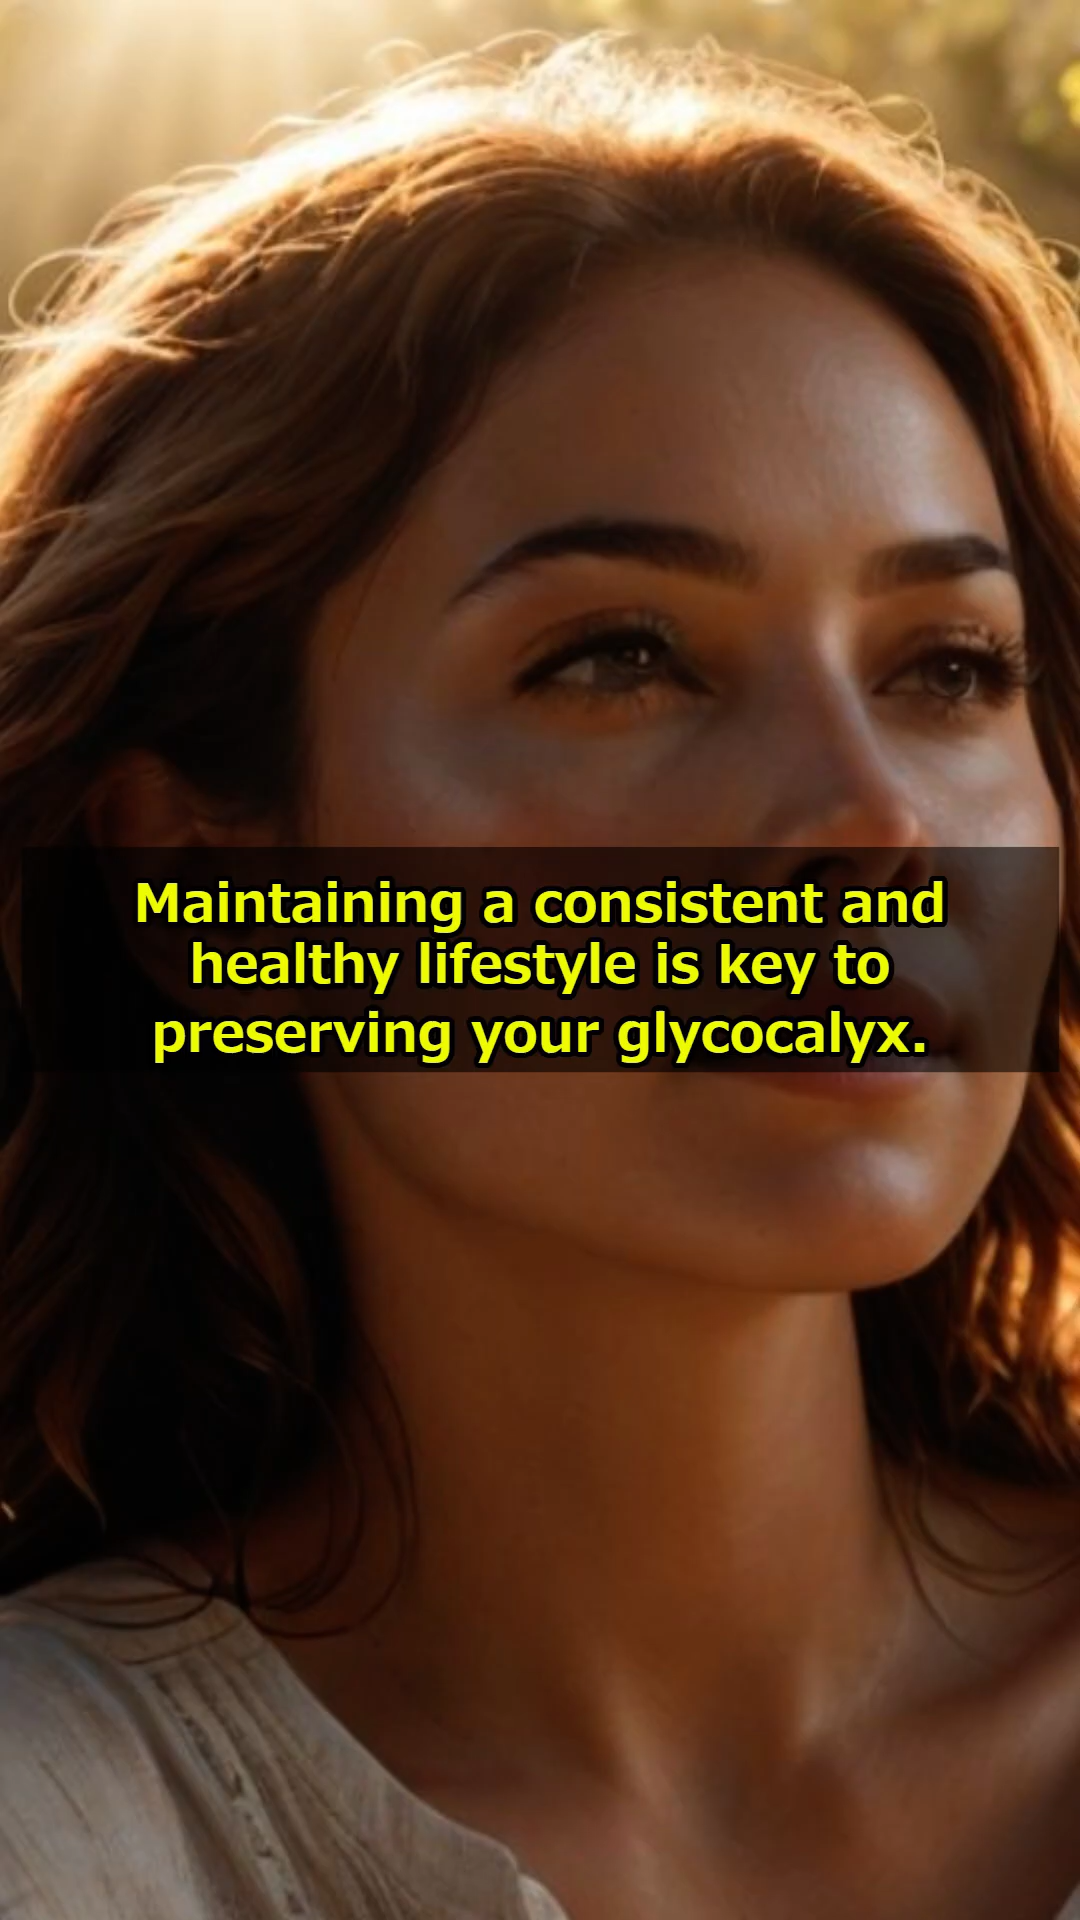 Maintaining a consistent and
healthy lifestyle is key to
preserving your glycocalyx.